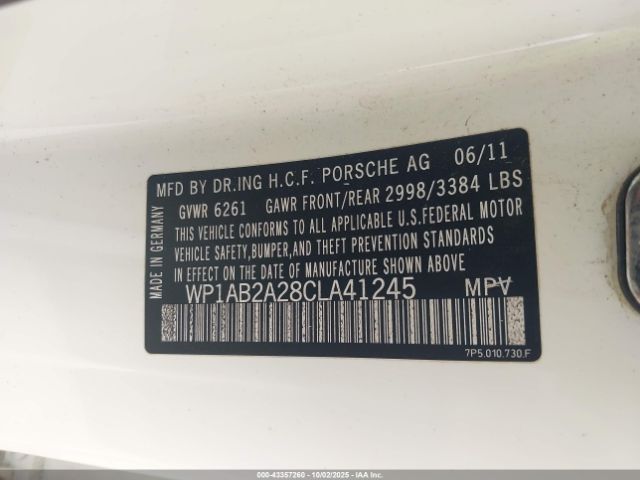 MADE IN GERMANY
MFD BY DR.ING H.C.F. PORSCHE AG 06/11
GVWR 6261 GAWR FRONT/REAR 2998/3384 LBS
THIS VEHICLE CONFORMS TO ALL APPLICABLE U.S.FEDERAL MOTOR
VEHICLE SAFETY,BUMPER,AND THEFT PREVENTION STANDARDS
IN EFFECT ON THE DATE OF MANUFACTURE SHOWN ABOVE
WP1AB2A28CLA41245 MPV
7P5.010.730.F
000-43357260 - 10/02/2025 - IAAI.COM